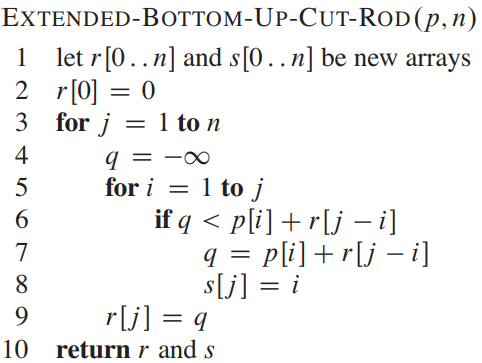 EXTENDED-BOTTOM-UP-CUT-ROD(p, n)
1 let r[0..n] and s[0..n] be new arrays
2 r[0] = 0
3 for j = 1 to n
4 q = −∞
5 for i = 1 to j
6 if q < p[i] + r[j − i]
7 q = p[i] + r[j − i]
8 s[j] = i
9 r[j] = q
10 return r and s